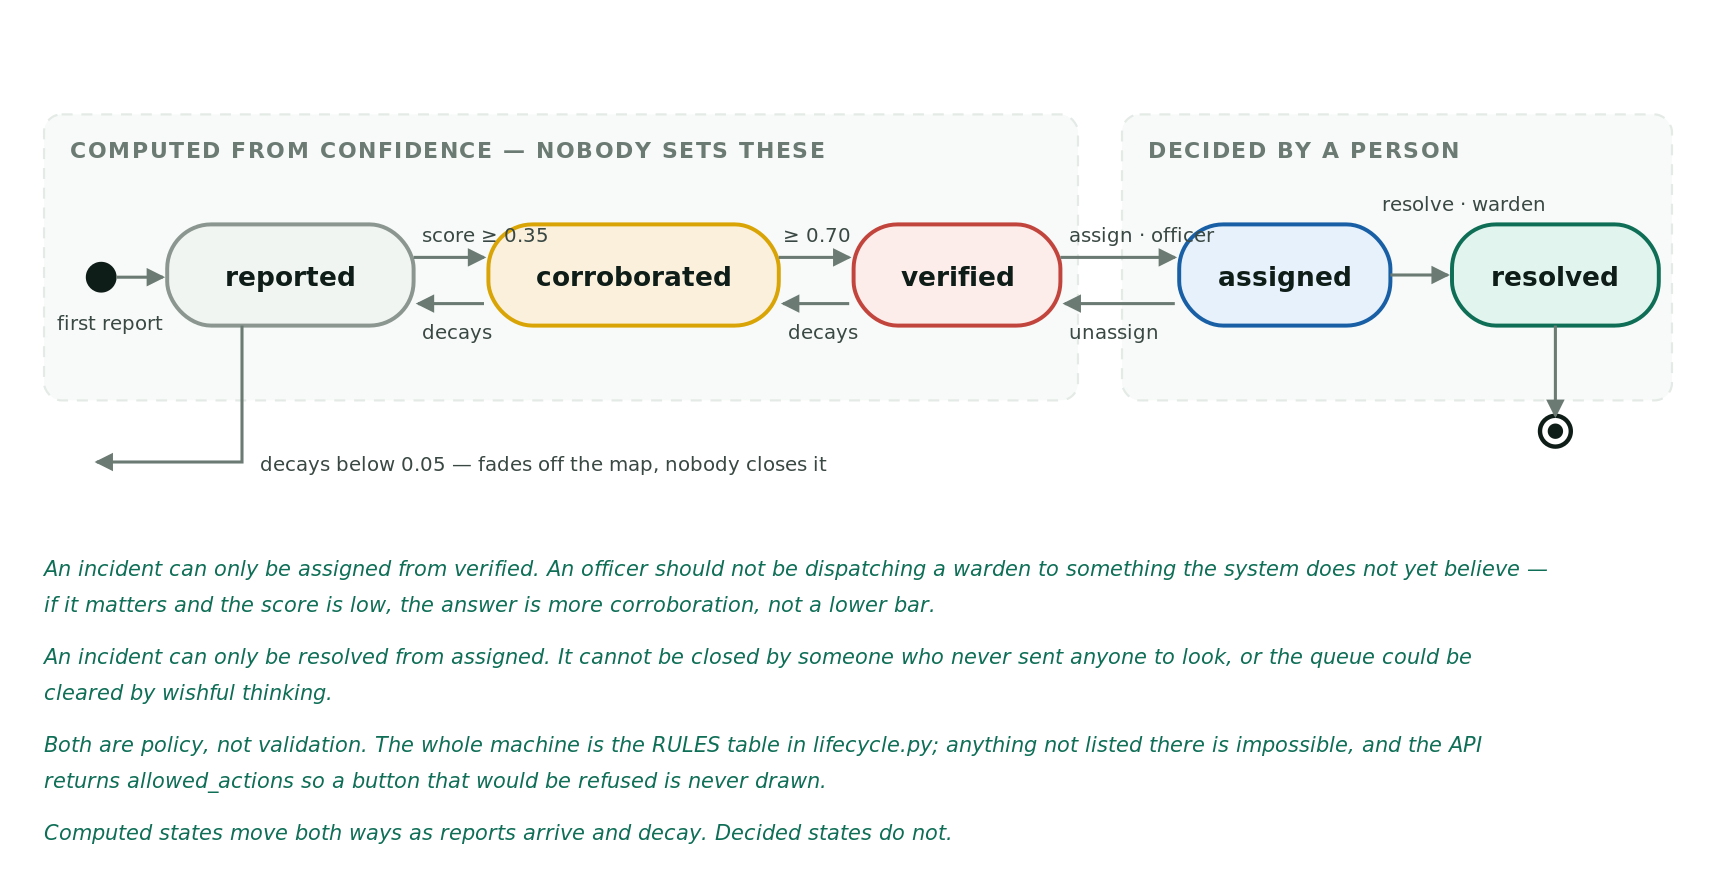 COMPUTED FROM CONFIDENCE — NOBODY SETS THESE
DECIDED BY A PERSON
resolve · warden
score ≥ 0.35
≥ 0.70
assign · officer
reported
corroborated
verified
assigned
resolved
first report
decays
decays
unassign
decays below 0.05 — fades off the map, nobody closes it
An incident can only be assigned from verified. An officer should not be dispatching a warden to something the system does not yet believe —
if it matters and the score is low, the answer is more corroboration, not a lower bar.
An incident can only be resolved from assigned. It cannot be closed by someone who never sent anyone to look, or the queue could be
cleared by wishful thinking.
Both are policy, not validation. The whole machine is the RULES table in lifecycle.py; anything not listed there is impossible, and the API
returns allowed_actions so a button that would be refused is never drawn.
Computed states move both ways as reports arrive and decay. Decided states do not.